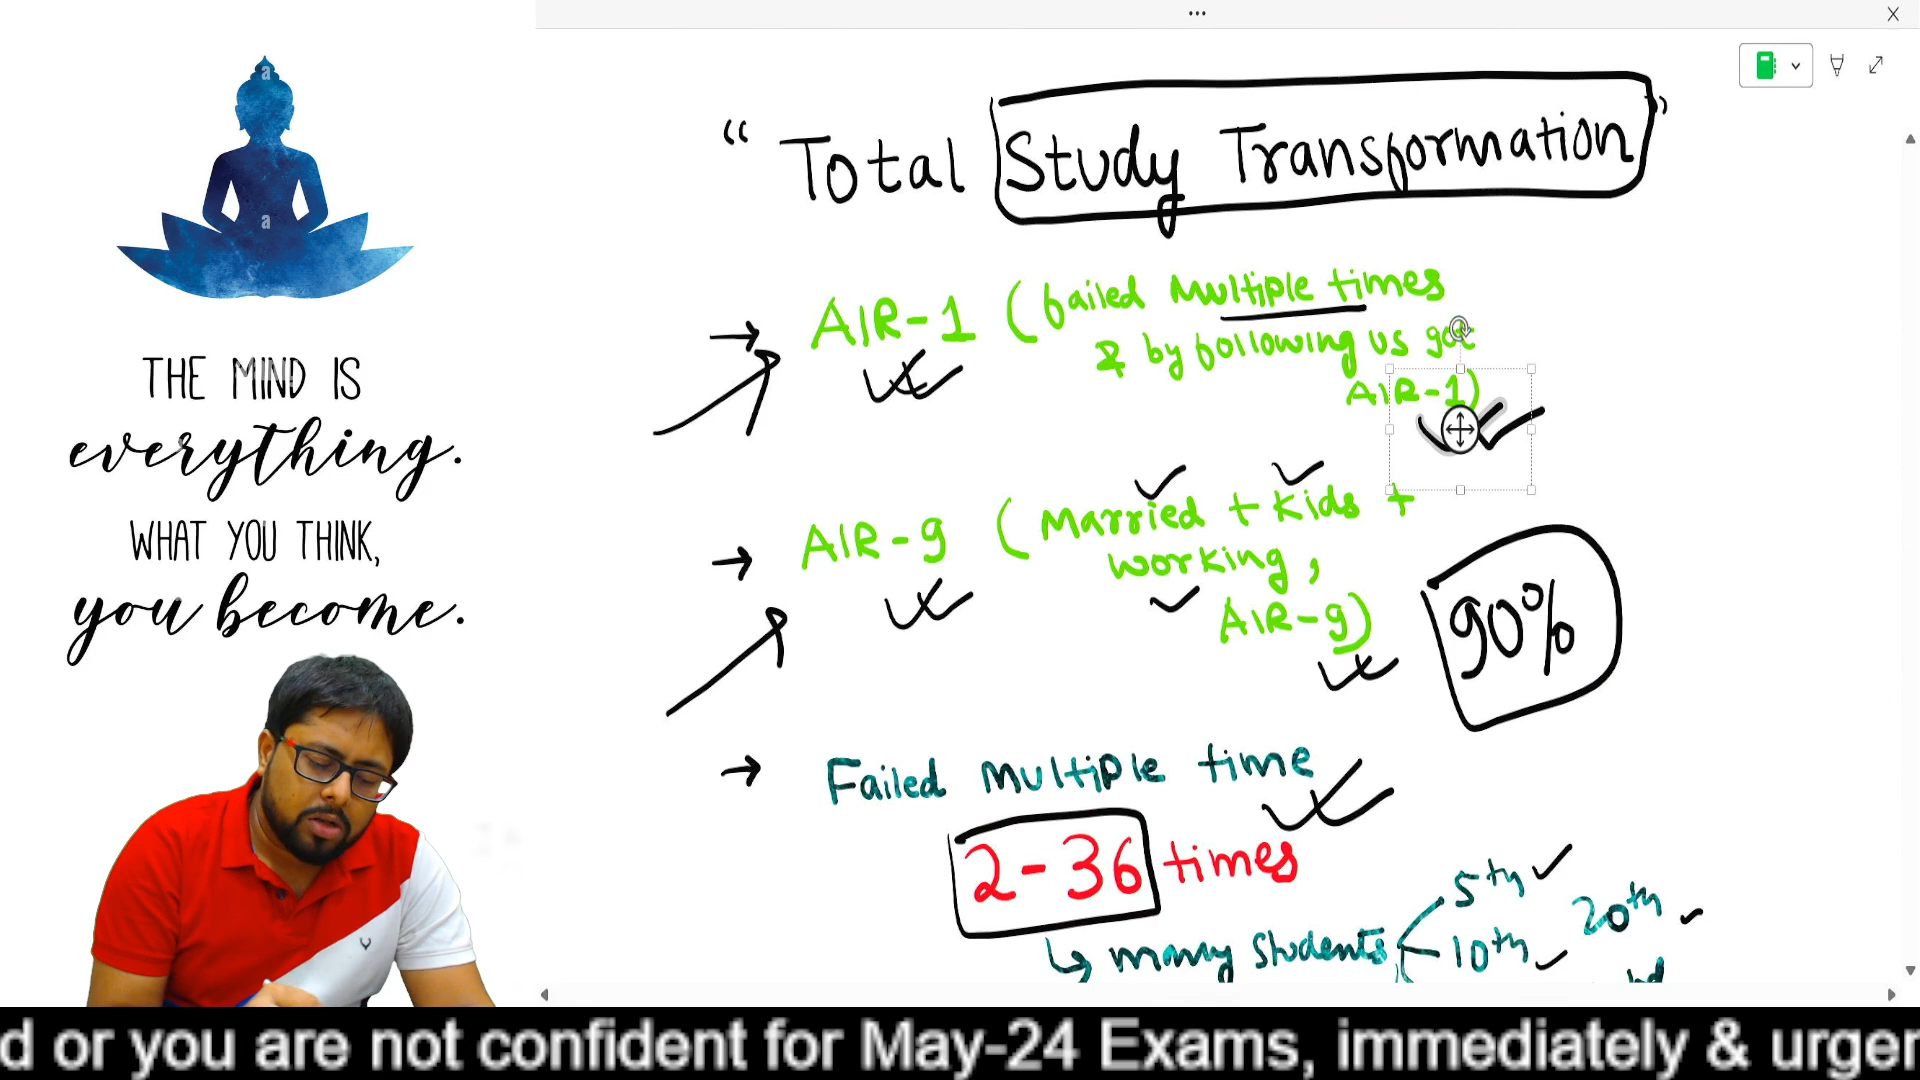 THE MIND IS
everything.
WHAT YOU THINK,
you become.
“ Total Study Transformation ”
→ AIR-1 (failed multiple times
& by following us got
AIR-1)
→ AIR-9 (Married + Kids +
working,
AIR-9)
90%
→ Failed multiple time
2-36 times
↳ many students
5th
10th
20th
d or you are not confident for May-24 Exams, immediately & urger